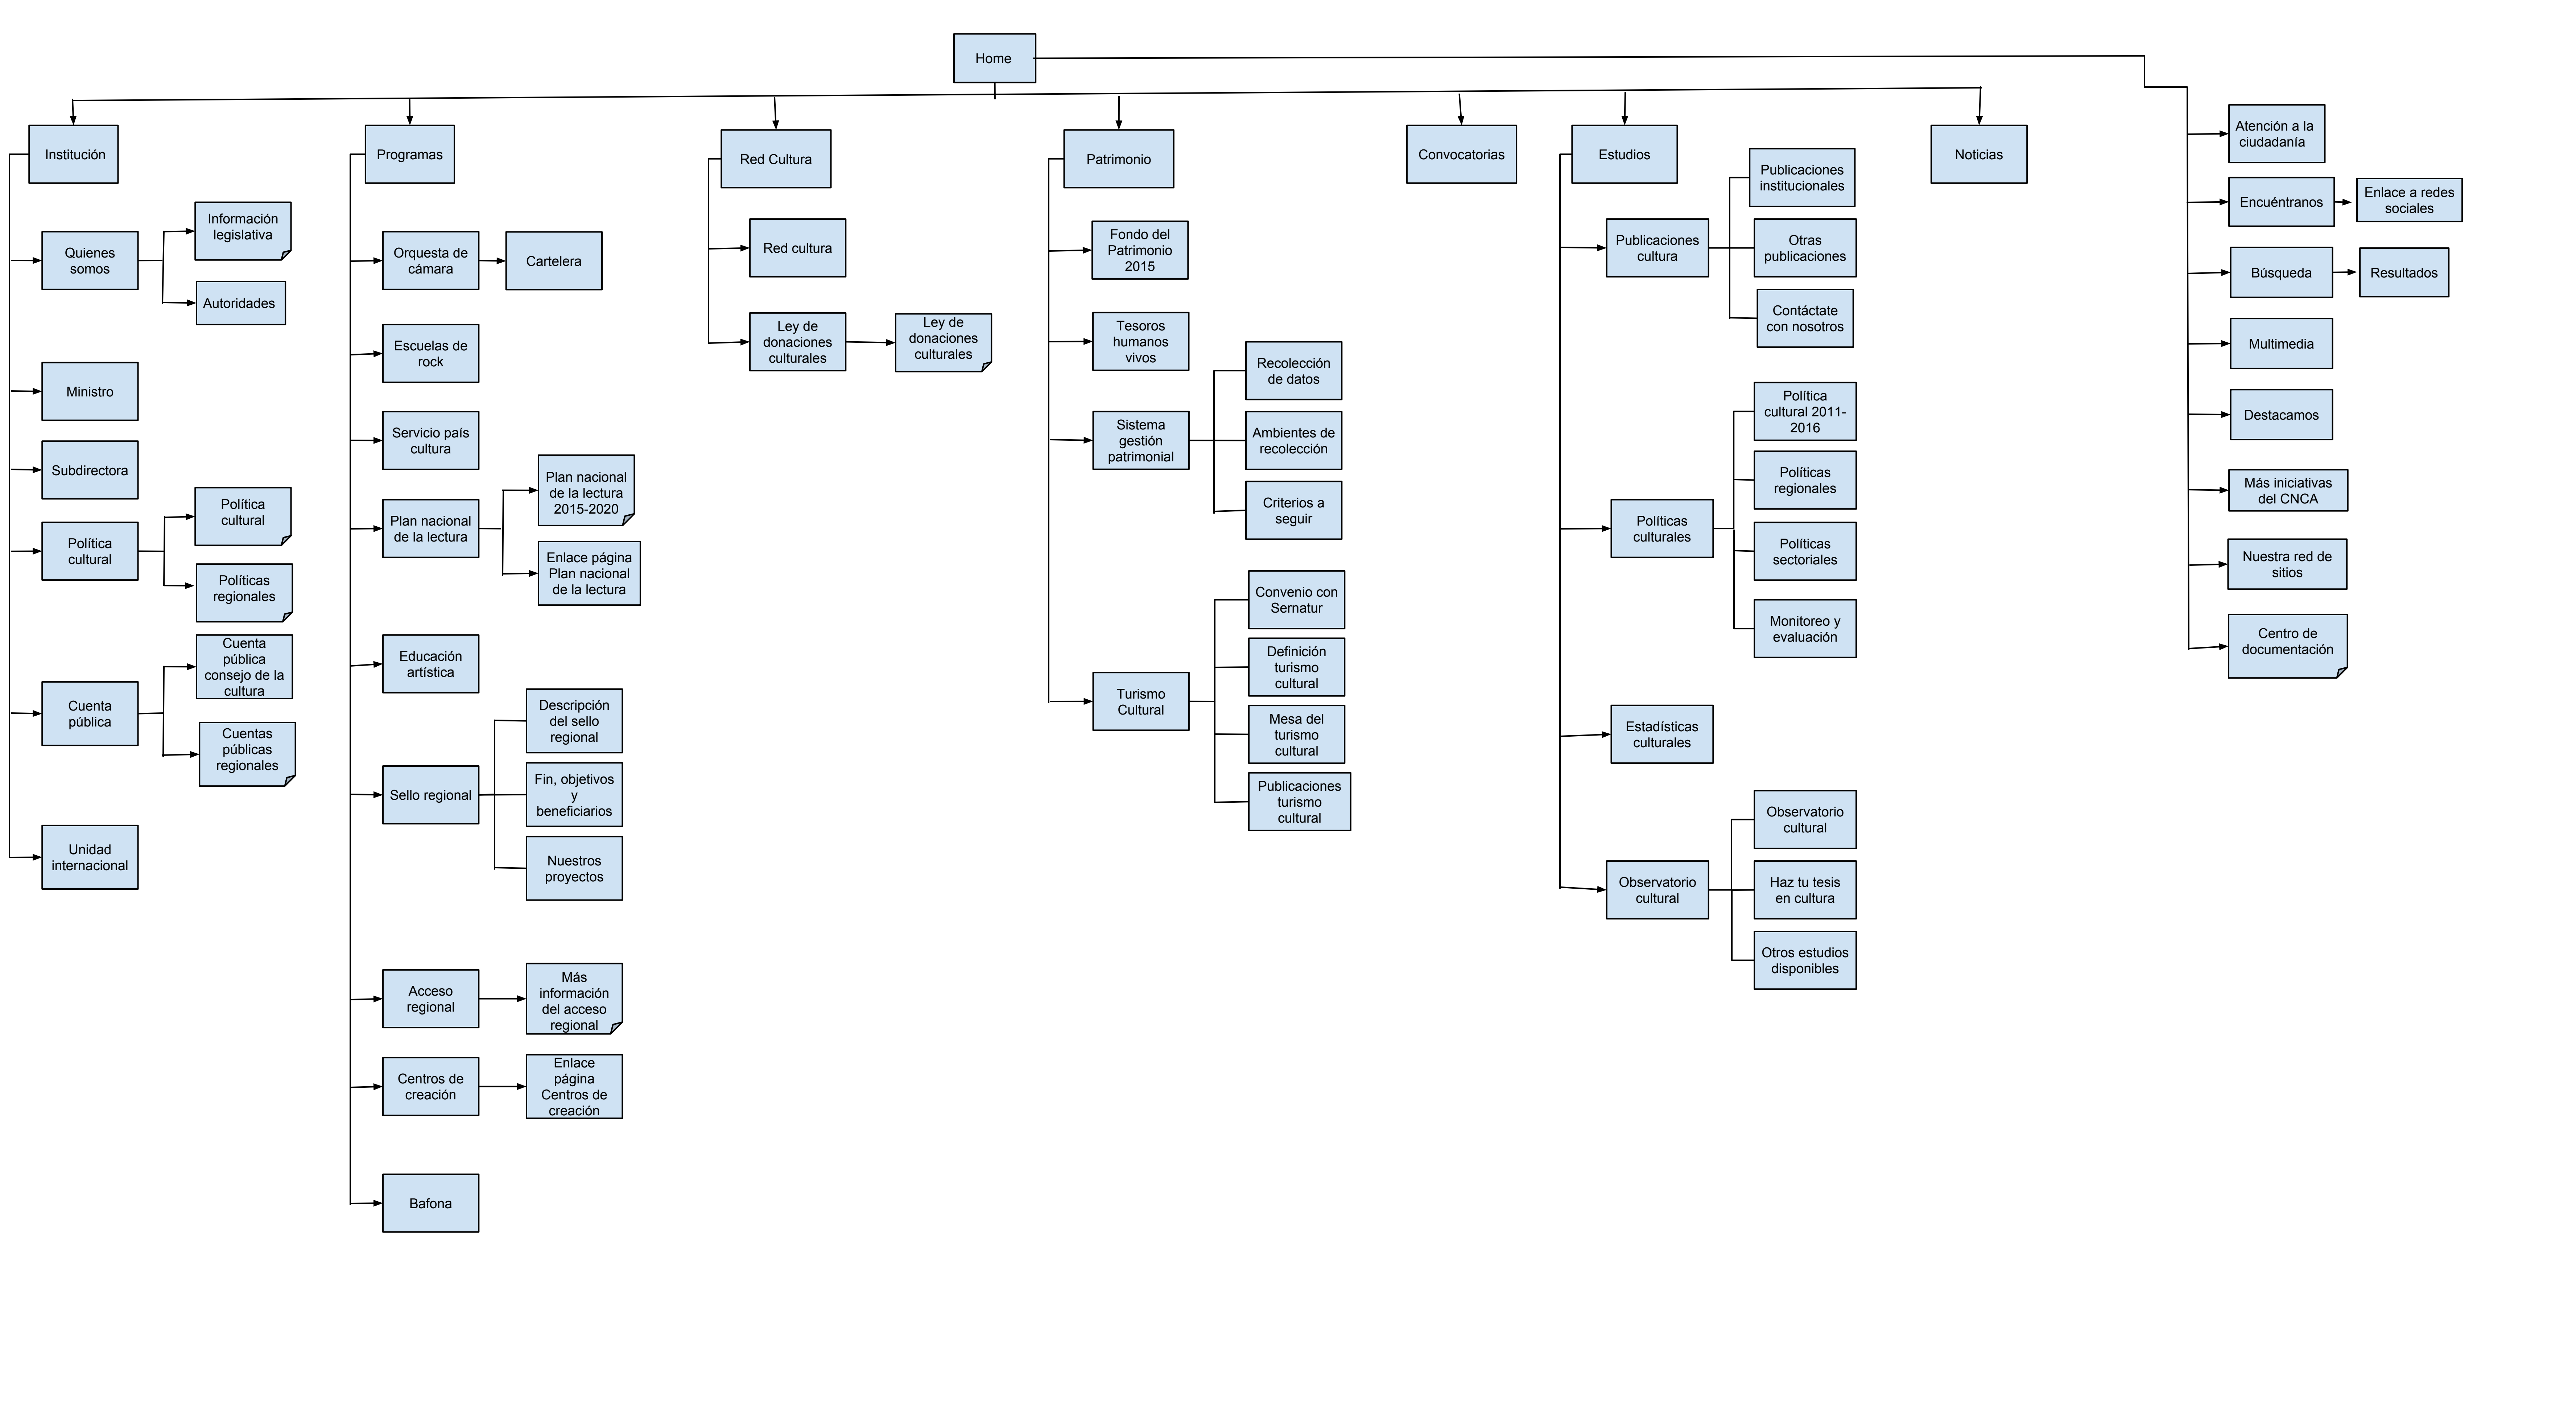 Home
Institución
Quienes
somos
Información
legislativa
Autoridades
Ministro
Subdirectora
Política
cultural
Política
cultural
Políticas
regionales
Cuenta
pública
Cuenta
pública
consejo de la
cultura
Cuentas
públicas
regionales
Unidad
internacional
Programas
Orquesta de
cámara
Cartelera
Escuelas de
rock
Servicio país
cultura
Plan nacional
de la lectura
Plan nacional
de la lectura
2015-2020
Enlace página
Plan nacional
de la lectura
Educación
artística
Sello regional
Descripción
del sello
regional
Fin, objetivos
y
beneficiarios
Nuestros
proyectos
Acceso
regional
Más
información
del acceso
regional
Centros de
creación
Enlace
página
Centros de
creación
Bafona
Red Cultura
Red cultura
Ley de
donaciones
culturales
Ley de
donaciones
culturales
Patrimonio
Fondo del
Patrimonio
2015
Tesoros
humanos
vivos
Sistema
gestión
patrimonial
Recolección
de datos
Ambientes de
recolección
Criterios a
seguir
Turismo
Cultural
Convenio con
Sernatur
Definición
turismo
cultural
Mesa del
turismo
cultural
Publicaciones
turismo
cultural
Convocatorias
Estudios
Publicaciones
cultura
Publicaciones
institucionales
Otras
publicaciones
Contáctate
con nosotros
Políticas
culturales
Política
cultural 2011-
2016
Políticas
regionales
Políticas
sectoriales
Monitoreo y
evaluación
Estadísticas
culturales
Observatorio
cultural
Observatorio
cultural
Haz tu tesis
en cultura
Otros estudios
disponibles
Noticias
Atención a la
ciudadanía
Encuéntranos
Enlace a redes
sociales
Búsqueda
Resultados
Multimedia
Destacamos
Más iniciativas
del CNCA
Nuestra red de
sitios
Centro de
documentación